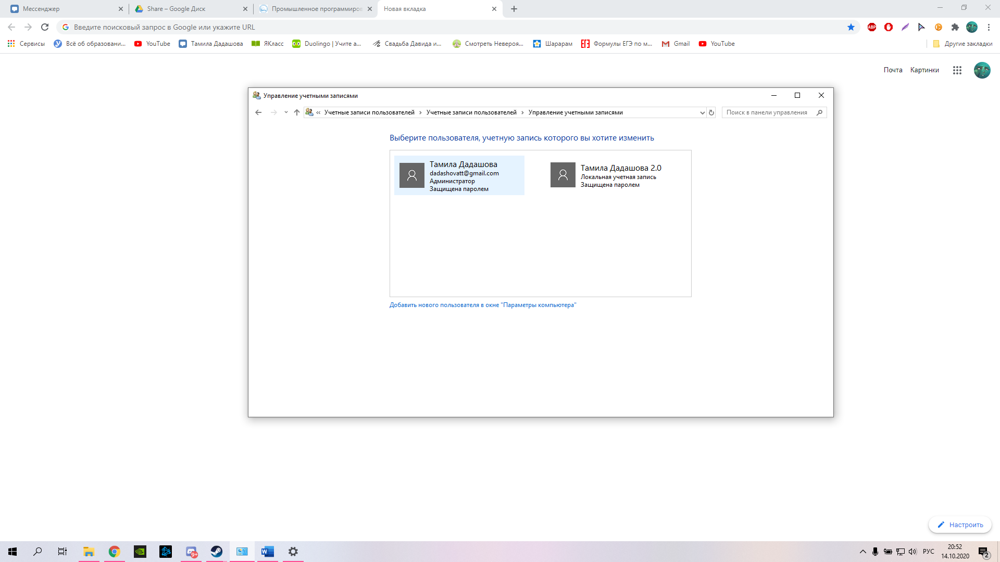 Мессенджер
Share – Google Диск
Промышленное программиров
Новая вкладка
Введите поисковый запрос в Google или укажите URL
ABP
Сервисы
Всё об образовани...
YouTube
Тамила Дадашова
ЯКласс
Duolingo | Учите а...
Свадьба Давида и...
Смотреть Невероя...
Шарарам
Формулы ЕГЭ по м...
Gmail
YouTube
Другие закладки
Почта
Картинки
Управление учетными записями
« Учетные записи пользователей › Учетные записи пользователей › Управление учетными записями
Поиск в панели управления
Выберите пользователя, учетную запись которого вы хотите изменить
Тамила Дадашова
dadashovatt@gmail.com
Администратор
Защищена паролем
Тамила Дадашова 2.0
Локальная учетная запись
Защищена паролем
Добавить нового пользователя в окне "Параметры компьютера"
Настроить
9+
РУС
20:52
14.10.2020
2